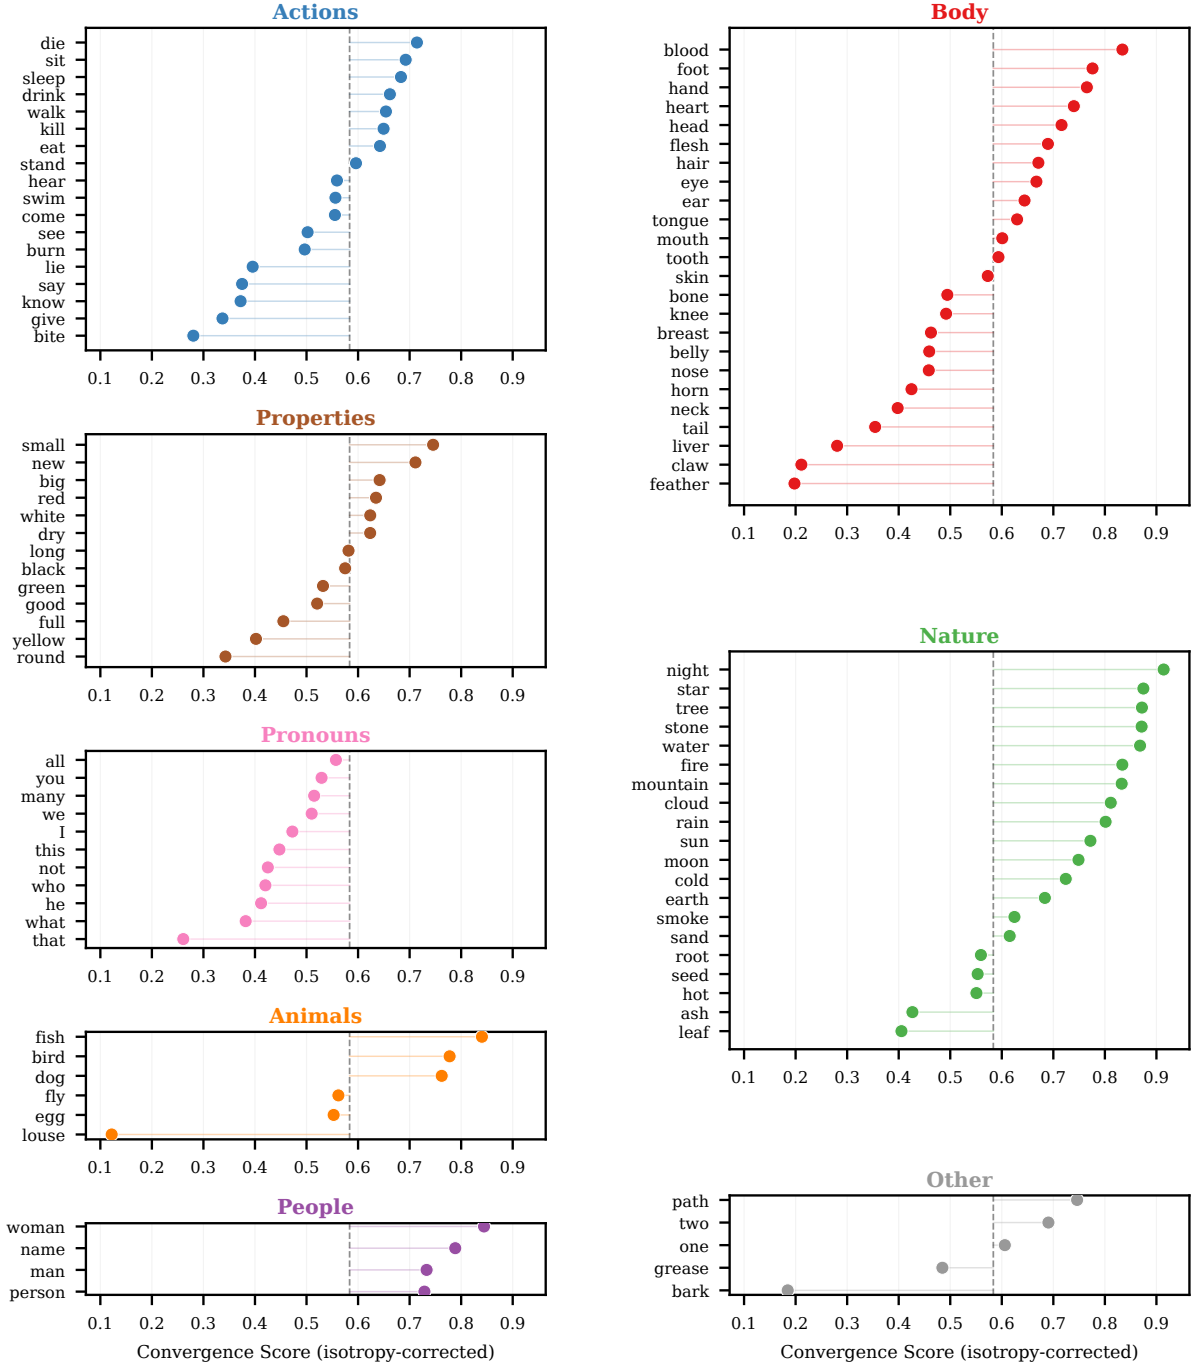 Actions
die
sit
sleep
drink
walk
kill
eat
stand
hear
swim
come
see
burn
lie
say
know
give
bite
0.1 0.2 0.3 0.4 0.5 0.6 0.7 0.8 0.9
Properties
small
new
big
red
white
dry
long
black
green
good
full
yellow
round
0.1 0.2 0.3 0.4 0.5 0.6 0.7 0.8 0.9
Pronouns
all
you
many
we
I
this
not
who
he
what
that
0.1 0.2 0.3 0.4 0.5 0.6 0.7 0.8 0.9
Animals
fish
bird
dog
fly
egg
louse
0.1 0.2 0.3 0.4 0.5 0.6 0.7 0.8 0.9
People
woman
name
man
person
0.1 0.2 0.3 0.4 0.5 0.6 0.7 0.8 0.9
Convergence Score (isotropy-corrected)
Body
blood
foot
hand
heart
head
flesh
hair
eye
ear
tongue
mouth
tooth
skin
bone
knee
breast
belly
nose
horn
neck
tail
liver
claw
feather
0.1 0.2 0.3 0.4 0.5 0.6 0.7 0.8 0.9
Nature
night
star
tree
stone
water
fire
mountain
cloud
rain
sun
moon
cold
earth
smoke
sand
root
seed
hot
ash
leaf
0.1 0.2 0.3 0.4 0.5 0.6 0.7 0.8 0.9
Other
path
two
one
grease
bark
0.1 0.2 0.3 0.4 0.5 0.6 0.7 0.8 0.9
Convergence Score (isotropy-corrected)